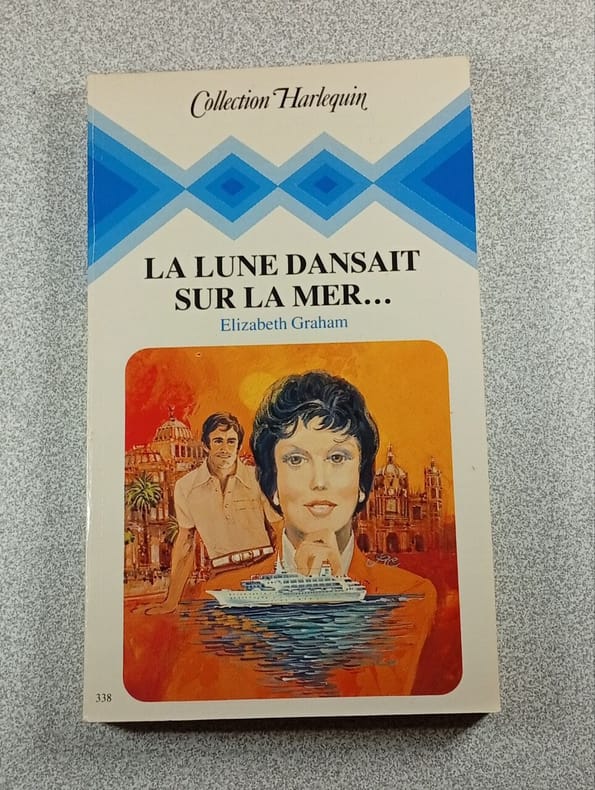 Collection Harlequin
LA LUNE DANSAIT
SUR LA MER...
Elizabeth Graham
338